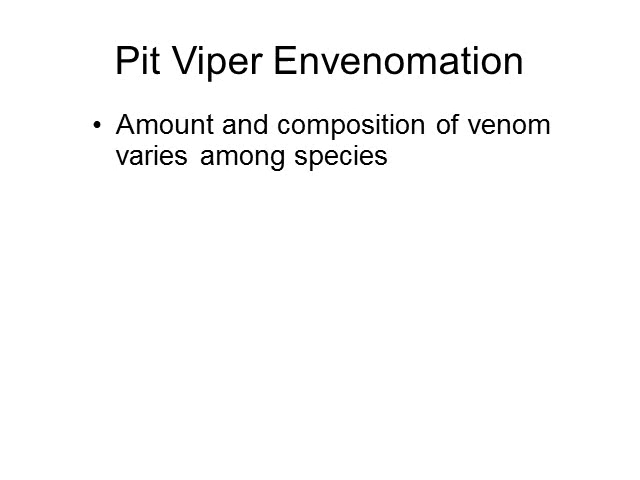 Pit Viper Envenomation
• Amount and composition of venom
varies among species